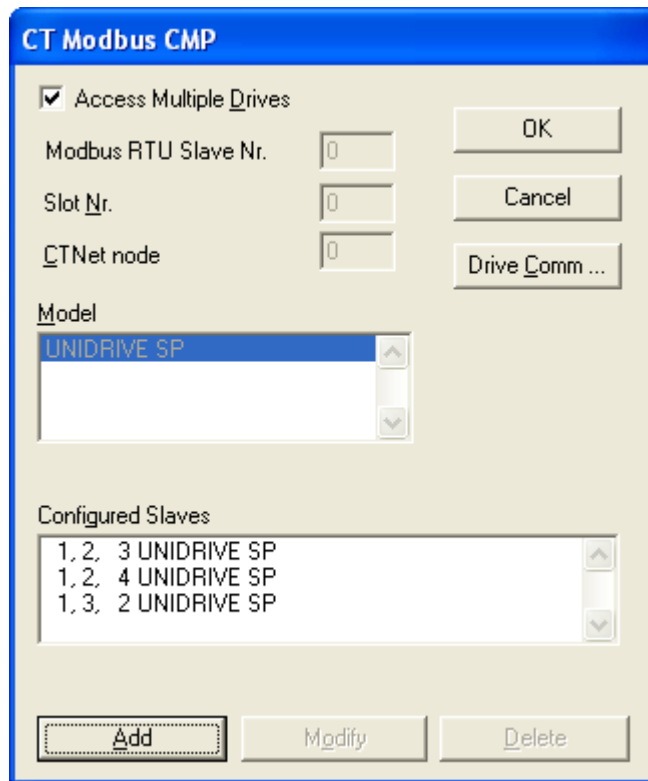 CT Modbus CMP
Access Multiple Drives
OK
Modbus RTU Slave Nr.
0
Slot Nr.
0
Cancel
CTNet node
0
Drive Comm ...
Model
UNIDRIVE SP
Configured Slaves
1, 2, 3 UNIDRIVE SP
1, 2, 4 UNIDRIVE SP
1, 3, 2 UNIDRIVE SP
Add
Modify
Delete